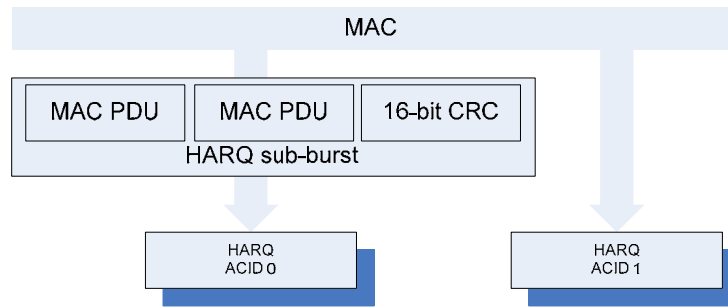 MAC
MAC PDU MAC PDU 16-bit CRC
HARQ sub-burst
HARQ HARQ
ACID 0 ACID 1